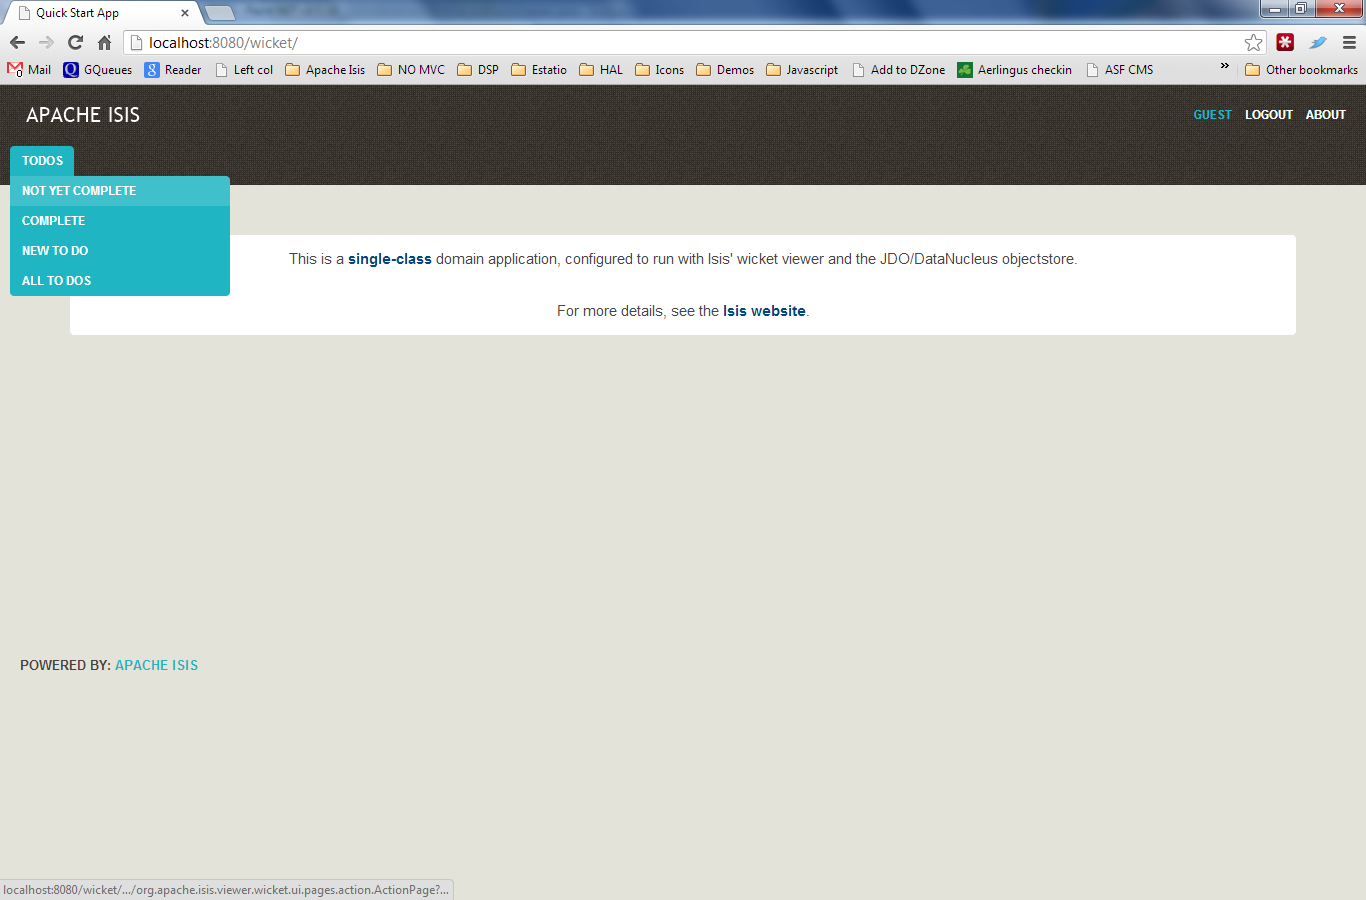 Quick Start App
localhost:8080/wicket/
Mail GQueues Reader Left col Apache Isis NO MVC DSP Estatio HAL Icons Demos Javascript Add to DZone Aerlingus checkin ASF CMS » Other bookmarks
APACHE ISIS
GUEST LOGOUT ABOUT
TODOS
NOT YET COMPLETE
COMPLETE
NEW TO DO
ALL TO DOS
This is a single-class domain application, configured to run with Isis' wicket viewer and the JDO/DataNucleus objectstore.
For more details, see the Isis website.
POWERED BY: APACHE ISIS
localhost:8080/wicket/.../org.apache.isis.viewer.wicket.ui.pages.action.ActionPage?...